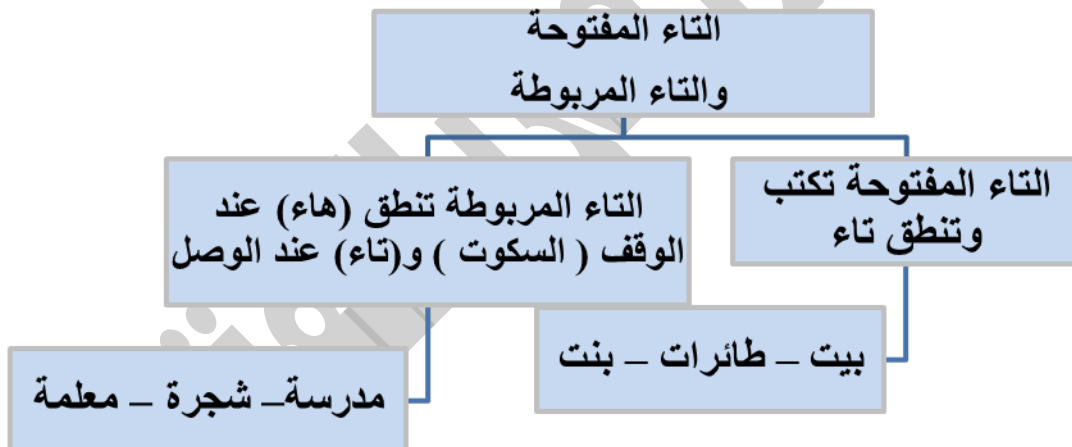 التاء المفتوحة
والتاء المربوطة
التاء المفتوحة تكتب
وتنطق تاء
بيت – طائرات – بنت
التاء المربوطة تنطق (هاء) عند
الوقف ( السكوت ) و(تاء) عند الوصل
مدرسة– شجرة – معلمة